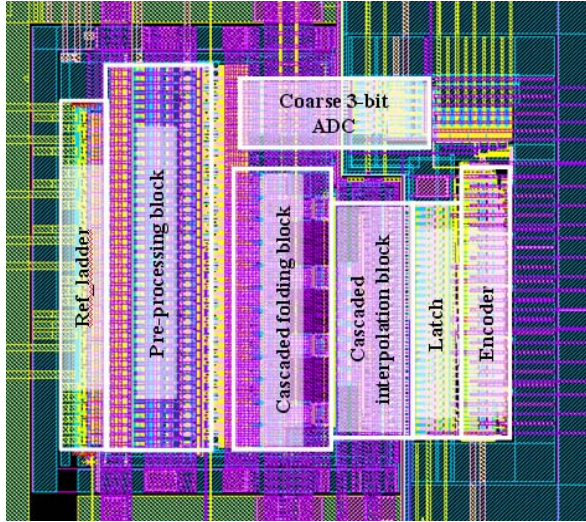 Coarse 3-bit
ADC
Ref_ladder
Pre-processing block
Cascaded folding block
Cascaded
interpolation block
Latch
Encoder